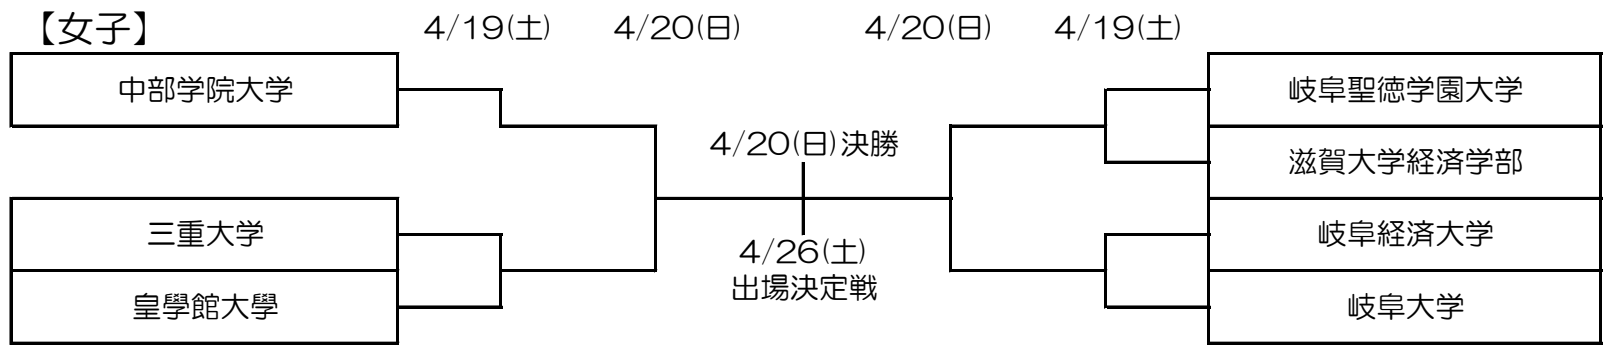 【女子】 4/19(土) 4/20(日) 4/20(日) 4/19(土)
中部学院大学
三重大学
皇學館大學
4/20(日)決勝
4/26(土)
出場決定戦
岐阜聖徳学園大学
滋賀大学経済学部
岐阜経済大学
岐阜大学